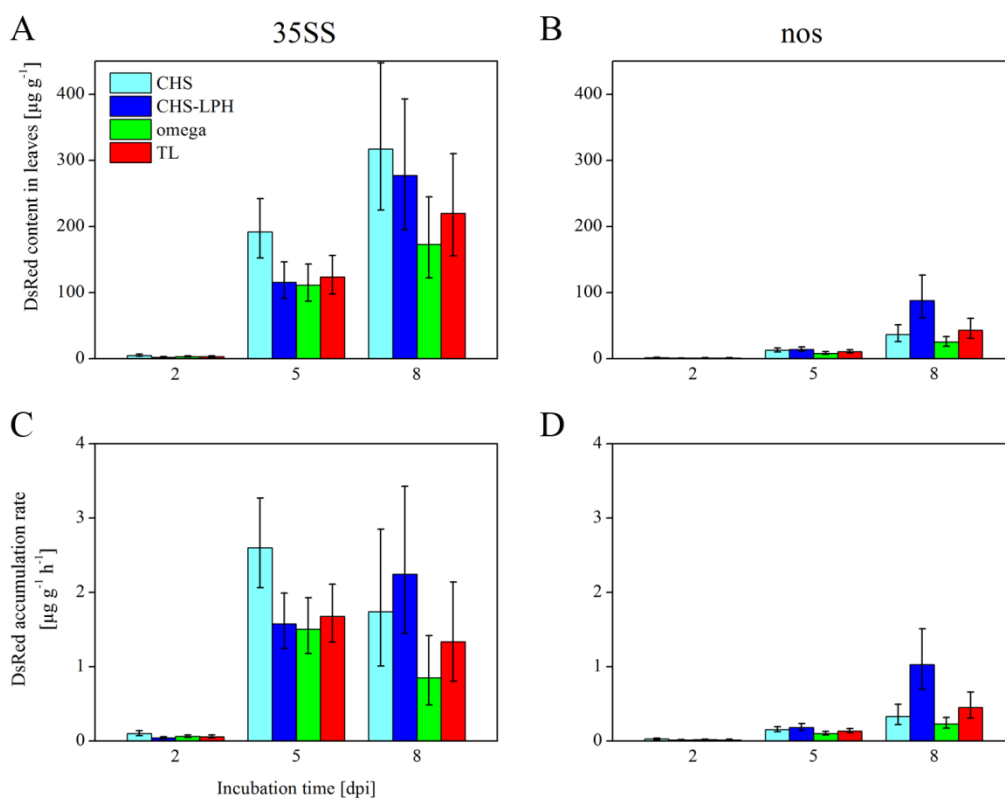 A
35SS
B
nos
DsRed content in leaves [µg g⁻¹]
400
300
200
100
0
CHS
CHS-LPH
omega
TL
2
5
8
400
300
200
100
0
2
5
8
C
D
DsRed accumulation rate
[µg g⁻¹ h⁻¹]
4
3
2
1
0
2
5
8
Incubation time [dpi]
4
3
2
1
0
2
5
8